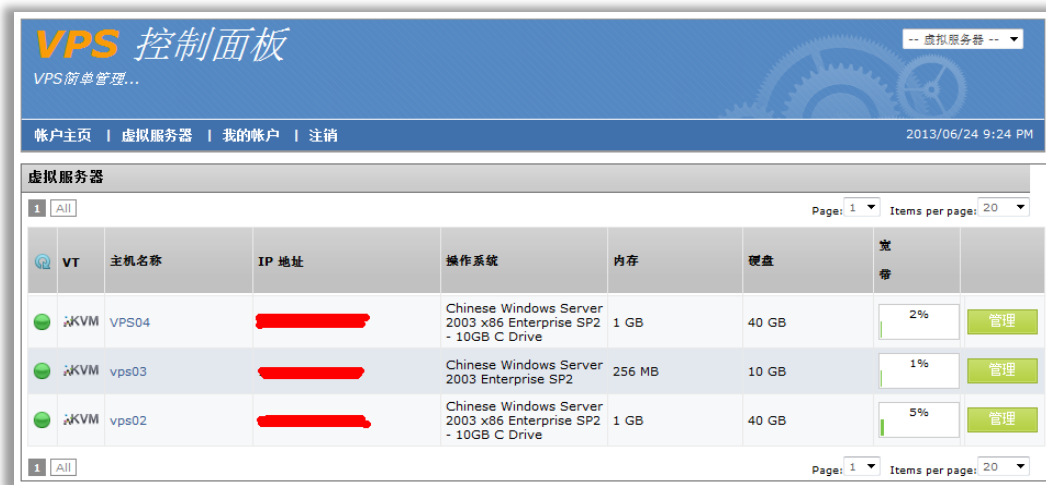 VPS 控制面板
-- 虚拟服务器 --
VPS简单管理...
帐户主页 | 虚拟服务器 | 我的帐户 | 注销
2013/06/24 9:24 PM
虚拟服务器
1 All
Page: 1 Items per page: 20
VT 主机名称 IP 地址 操作系统 内存 硬盘 宽
带
KVM VPS04 Chinese Windows Server
2003 x86 Enterprise SP2
- 10GB C Drive 1 GB 40 GB 2% 管理
KVM vps03 Chinese Windows Server
2003 Enterprise SP2 256 MB 10 GB 1% 管理
KVM vps02 Chinese Windows Server
2003 x86 Enterprise SP2
- 10GB C Drive 1 GB 40 GB 5% 管理
1 All
Page: 1 Items per page: 20